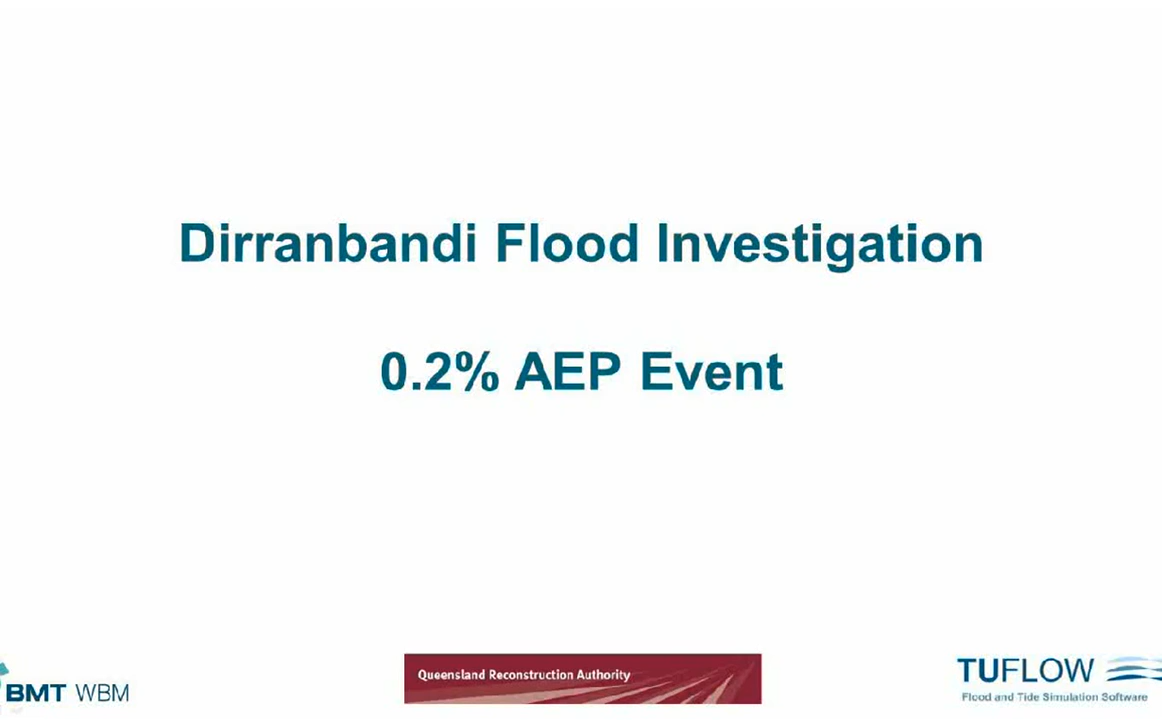 Dirranbandi Flood Investigation
0.2% AEP Event
BMT WBM
Queensland Reconstruction Authority
TUFLOW
Flood and Tide Simulation Software